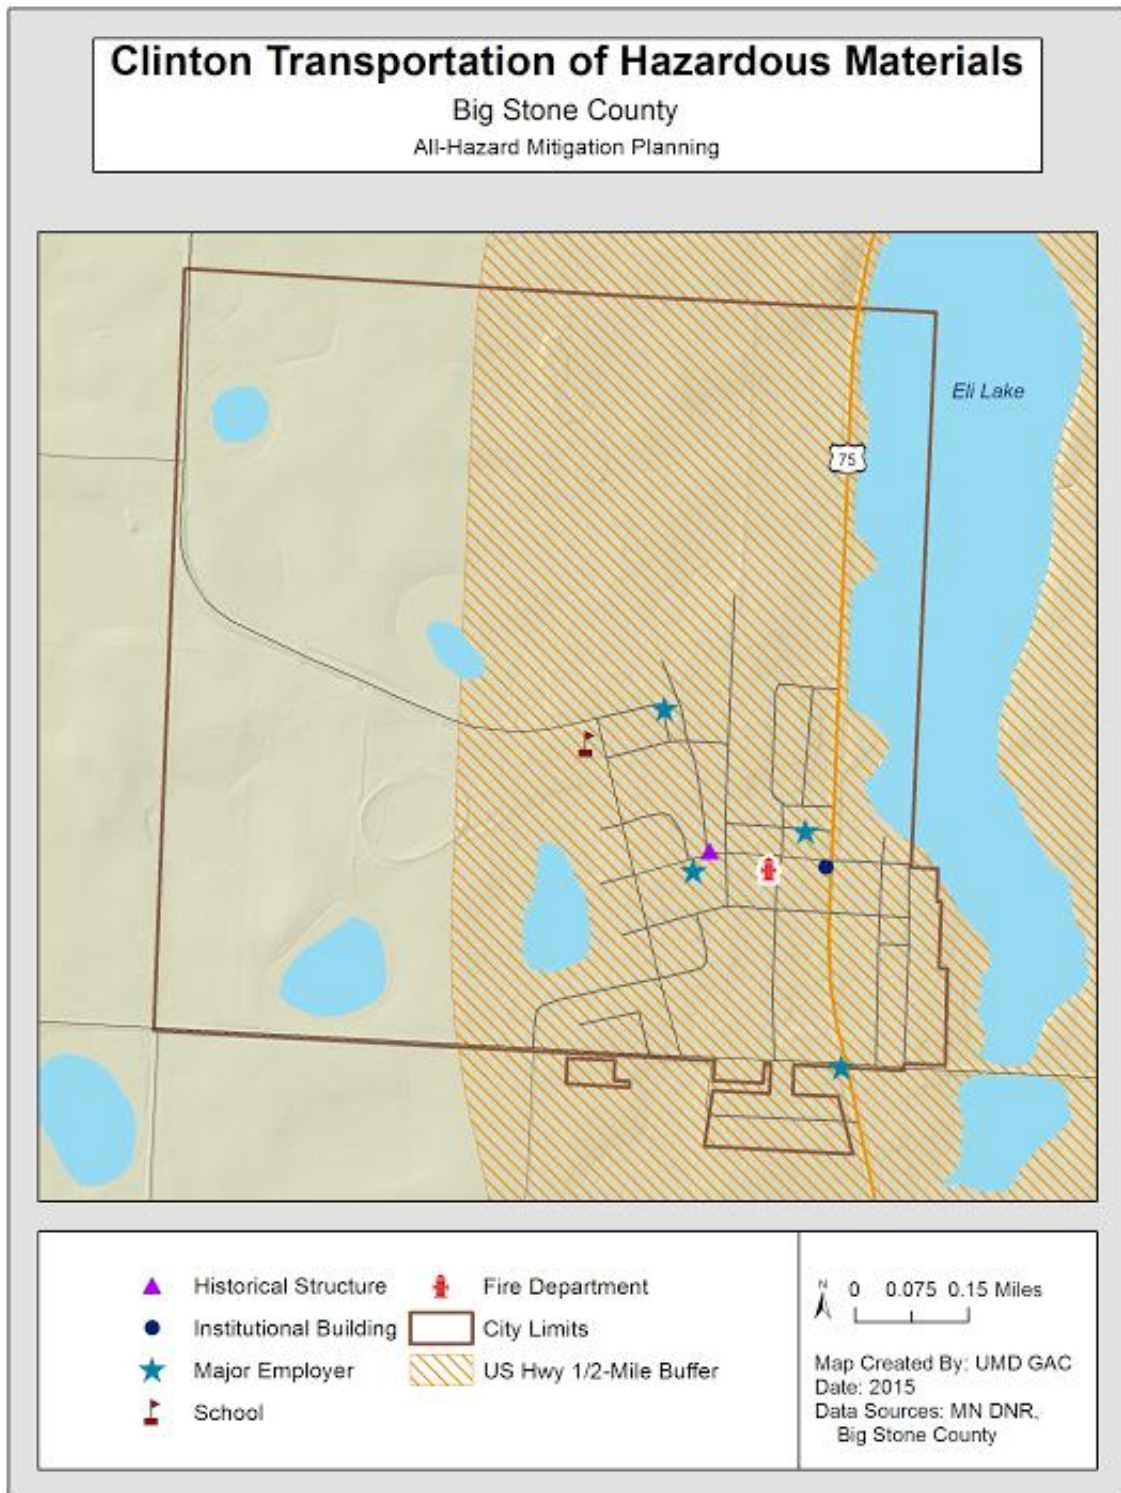 Clinton Transportation of Hazardous Materials
Big Stone County
All-Hazard Mitigation Planning
Eli Lake
75
Historical Structure
Fire Department
Institutional Building
City Limits
Major Employer
US Hwy 1/2-Mile Buffer
School
N
0 0.075 0.15 Miles
Map Created By: UMD GAC
Date: 2015
Data Sources: MN DNR,
Big Stone County